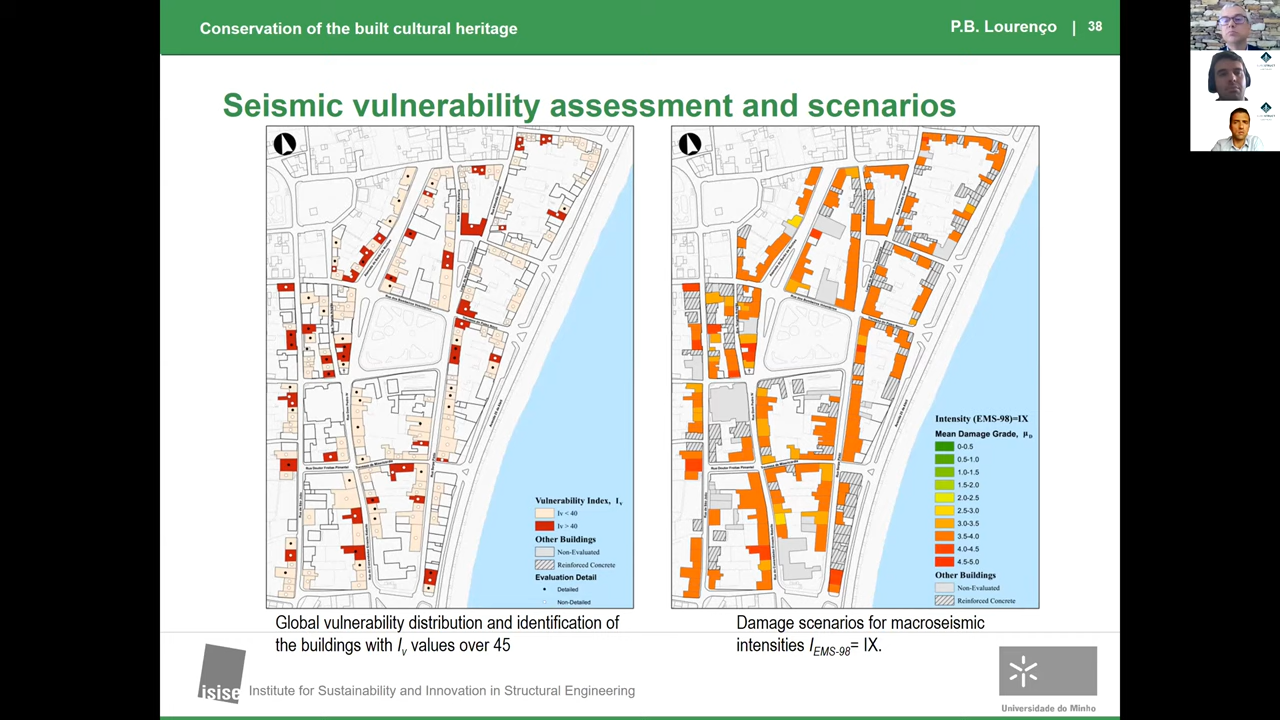 Conservation of the built cultural heritage
P.B. Lourenço | 38
Seismic vulnerability assessment and scenarios
Vulnerability Index, Iv
Iv < 40
Iv > 40
Other Buildings
Non-Evaluated
Reinforced Concrete
Evaluation Detail
Detailed
Non-Detailed
Intensity (EMS-98)=IX
Mean Damage Grade, μD
0-0.5
0.5-1.0
1.0-1.5
1.5-2.0
2.0-2.5
2.5-3.0
3.0-3.5
3.5-4.0
4.0-4.5
4.5-5.0
Other Buildings
Non-Evaluated
Reinforced Concrete
Global vulnerability distribution and identification of
the buildings with Iv values over 45
Damage scenarios for macroseismic
intensities IEMS-98= IX.
isise Institute for Sustainability and Innovation in Structural Engineering
Universidade do Minho